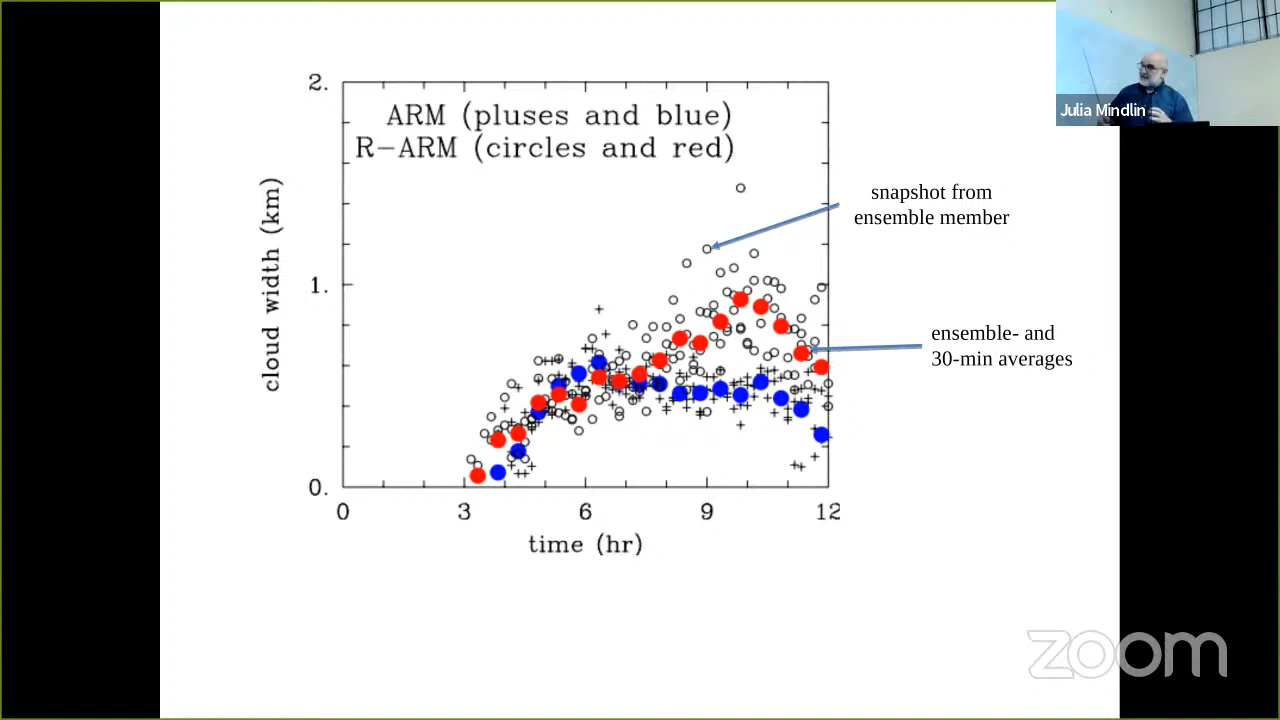 Julia Mindlin
2.
ARM (pluses and blue)
R-ARM (circles and red)
snapshot from
ensemble member
cloud width (km)
1.
ensemble- and
30-min averages
0.
0 3 6 9 12
time (hr)
zoom